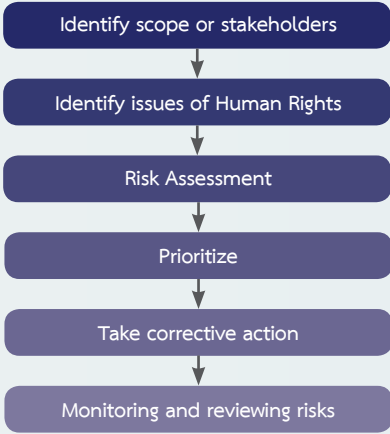 Identify scope or stakeholders
Identify issues of Human Rights
Risk Assessment
Prioritize
Take corrective action
Monitoring and reviewing risks